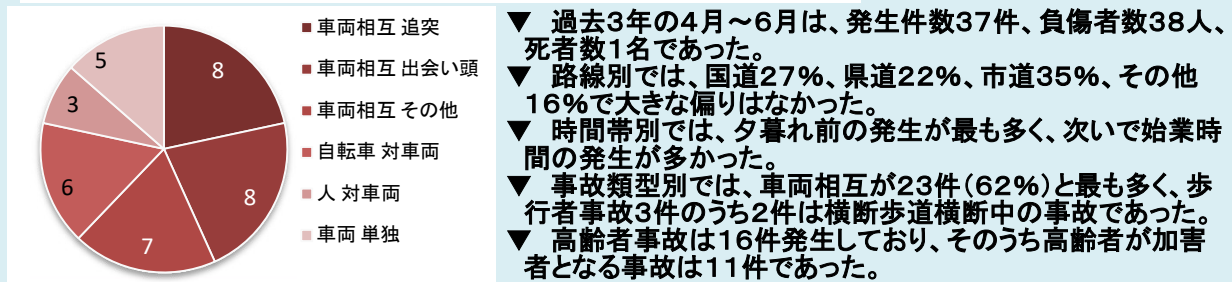 8
8
7
6
3
5
車両相互 追突
車両相互 出会い頭
車両相互 その他
自転車 対車両
人 対車両
車両 単独
▼ 過去3年の4月～6月は、発生件数37件、負傷者数38人、
死者数1名であった。
▼ 路線別では、国道27％、県道22％、市道35％、その他
16％で大きな偏りはなかった。
▼ 時間帯別では、夕暮れ前の発生が最も多く、次いで始業時
間の発生が多かった。
▼ 事故類型別では、車両相互が23件（62％）と最も多く、歩
行者事故3件のうち2件は横断歩道横断中の事故であった。
▼ 高齢者事故は16件発生しており、そのうち高齢者が加害
者となる事故は11件であった。